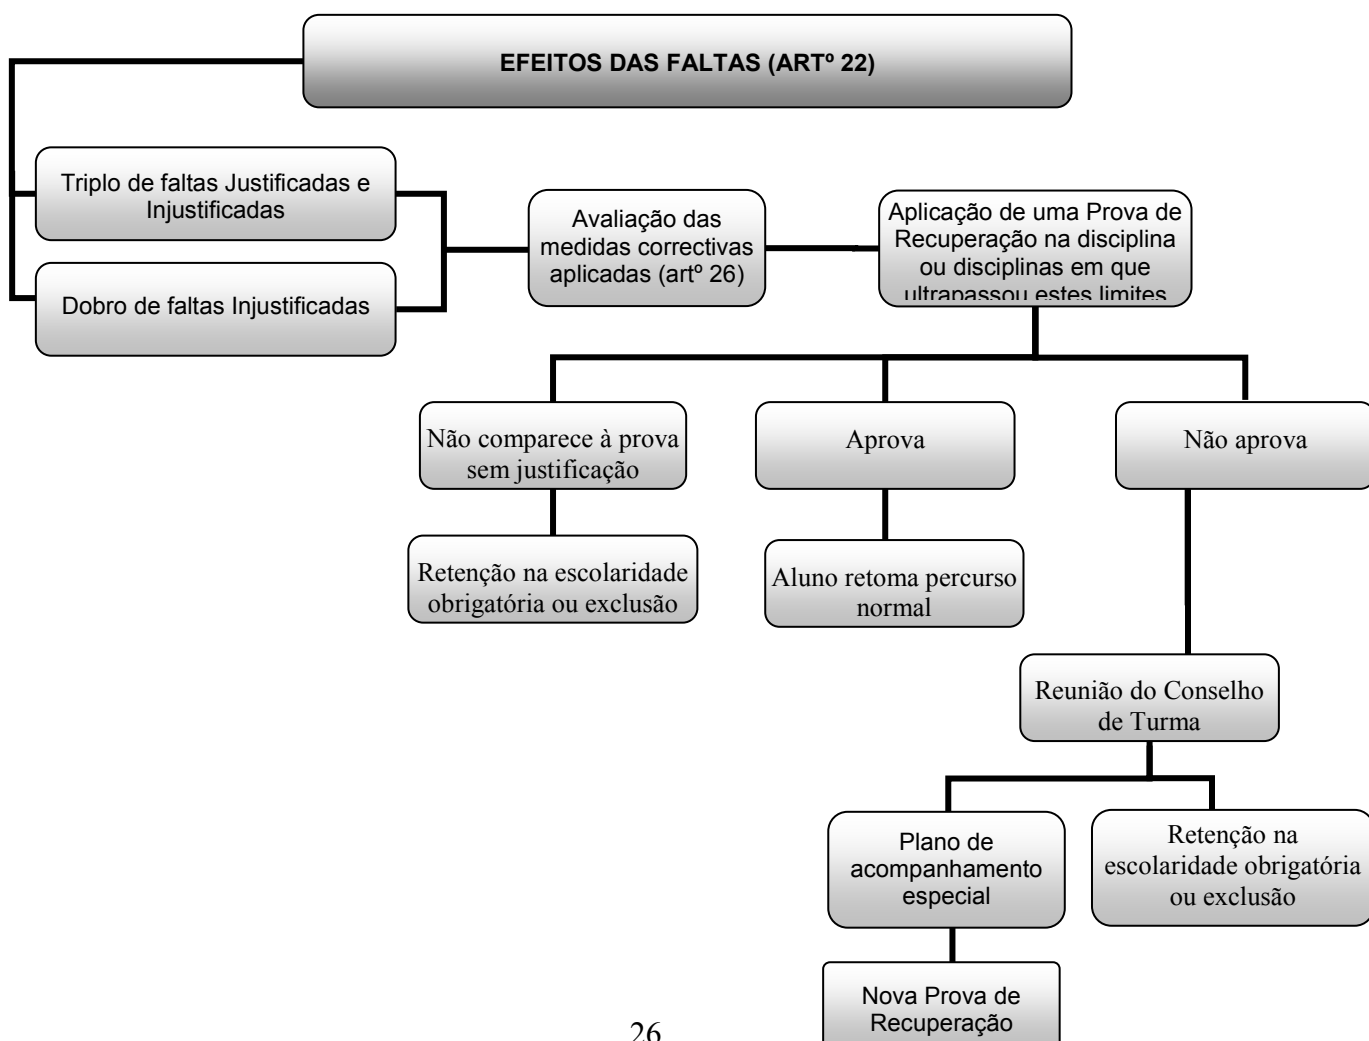 EFEITOS DAS FALTAS (ARTº 22)
Triplo de faltas Justificadas e
Injustificadas
Dobro de faltas Injustificadas
Avaliação das
medidas correctivas
aplicadas (artº 26)
Aplicação de uma Prova de
Recuperação na disciplina
ou disciplinas em que
ultrapassou estes limites
Não comparece à prova
sem justificação
Aprova
Não aprova
Retenção na escolaridade
obrigatória ou exclusão
Aluno retoma percurso
normal
Reunião do Conselho
de Turma
Plano de
acompanhamento
especial
Retenção na
escolaridade obrigatória
ou exclusão
Nova Prova de
Recuperação
26